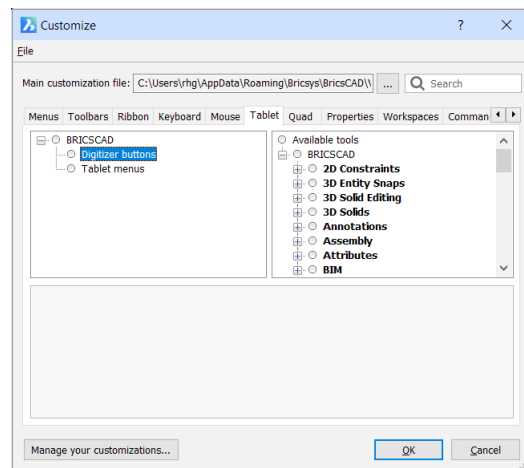 Customize
File
Main customization file: C:\Users\rhg\AppData\Roaming\Bricsys\BricsCAD\\ ... Search
Menus Toolbars Ribbon Keyboard Mouse Tablet Quad Properties Workspaces Comman
BRICSCAD
Digitizer buttons
Tablet menus
Available tools
BRICSCAD
2D Constraints
3D Entity Snaps
3D Solid Editing
3D Solids
Annotations
Assembly
Attributes
BIM
Manage your customizations... OK Cancel